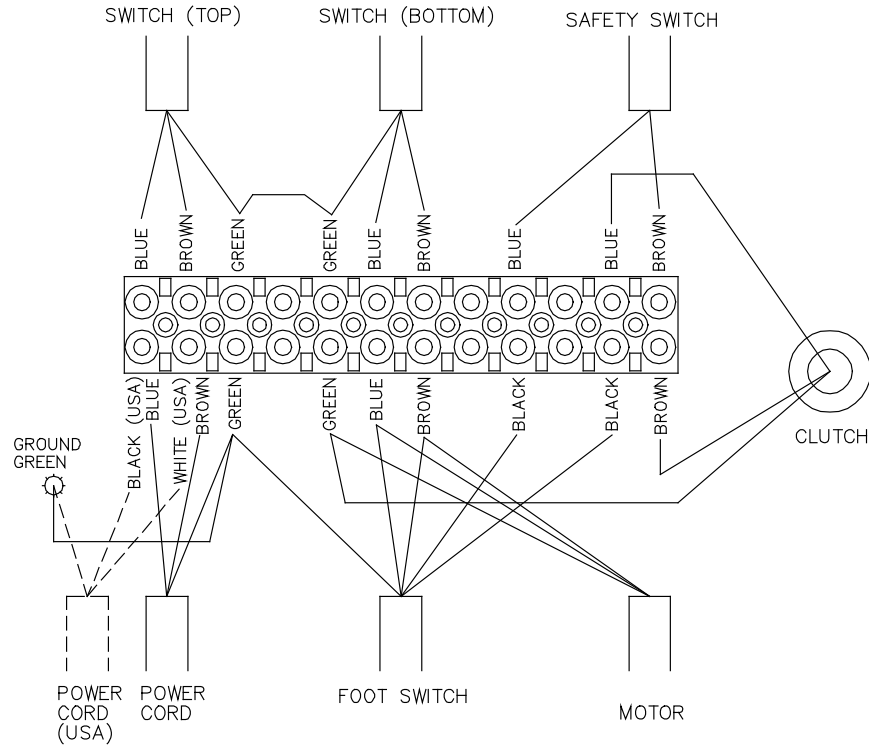 SWITCH (TOP)
SWITCH (BOTTOM)
SAFETY SWITCH
BLUE
BROWN
GREEN
GREEN
BLUE
BROWN
BLUE
BLUE
BROWN
BLACK (USA)
BLUE
WHITE (USA)
BROWN
GREEN
GREEN
BLUE
BROWN
BLACK
BLACK
BROWN
CLUTCH
GROUND
GREEN
POWER
CORD
(USA)
POWER
CORD
FOOT SWITCH
MOTOR